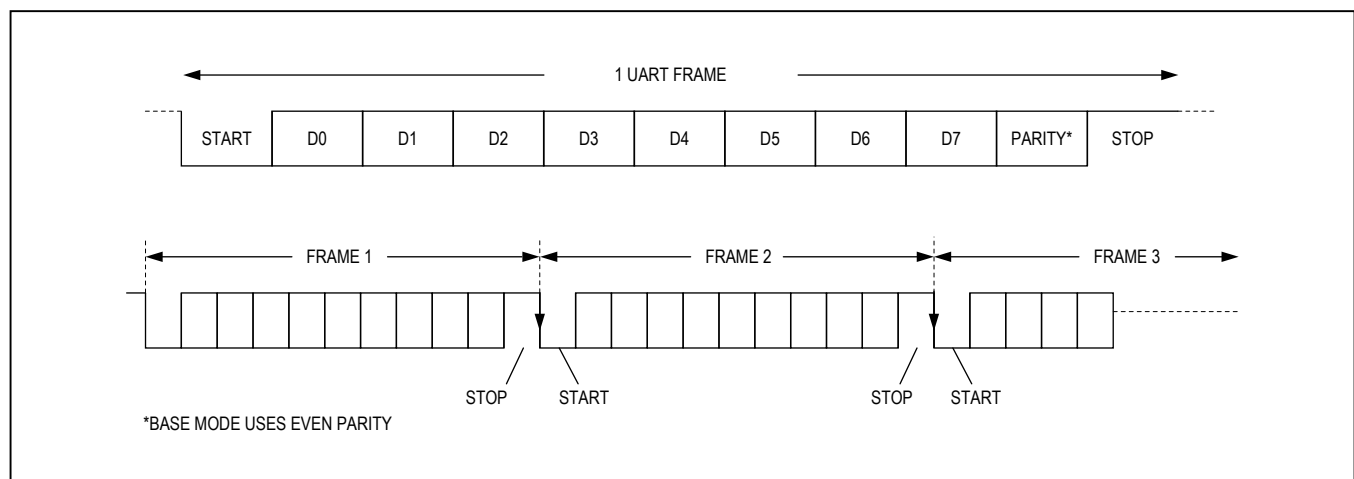 1 UART FRAME
START D0 D1 D2 D3 D4 D5 D6 D7 PARITY* STOP
FRAME 1 FRAME 2 FRAME 3
STOP START STOP START
*BASE MODE USES EVEN PARITY